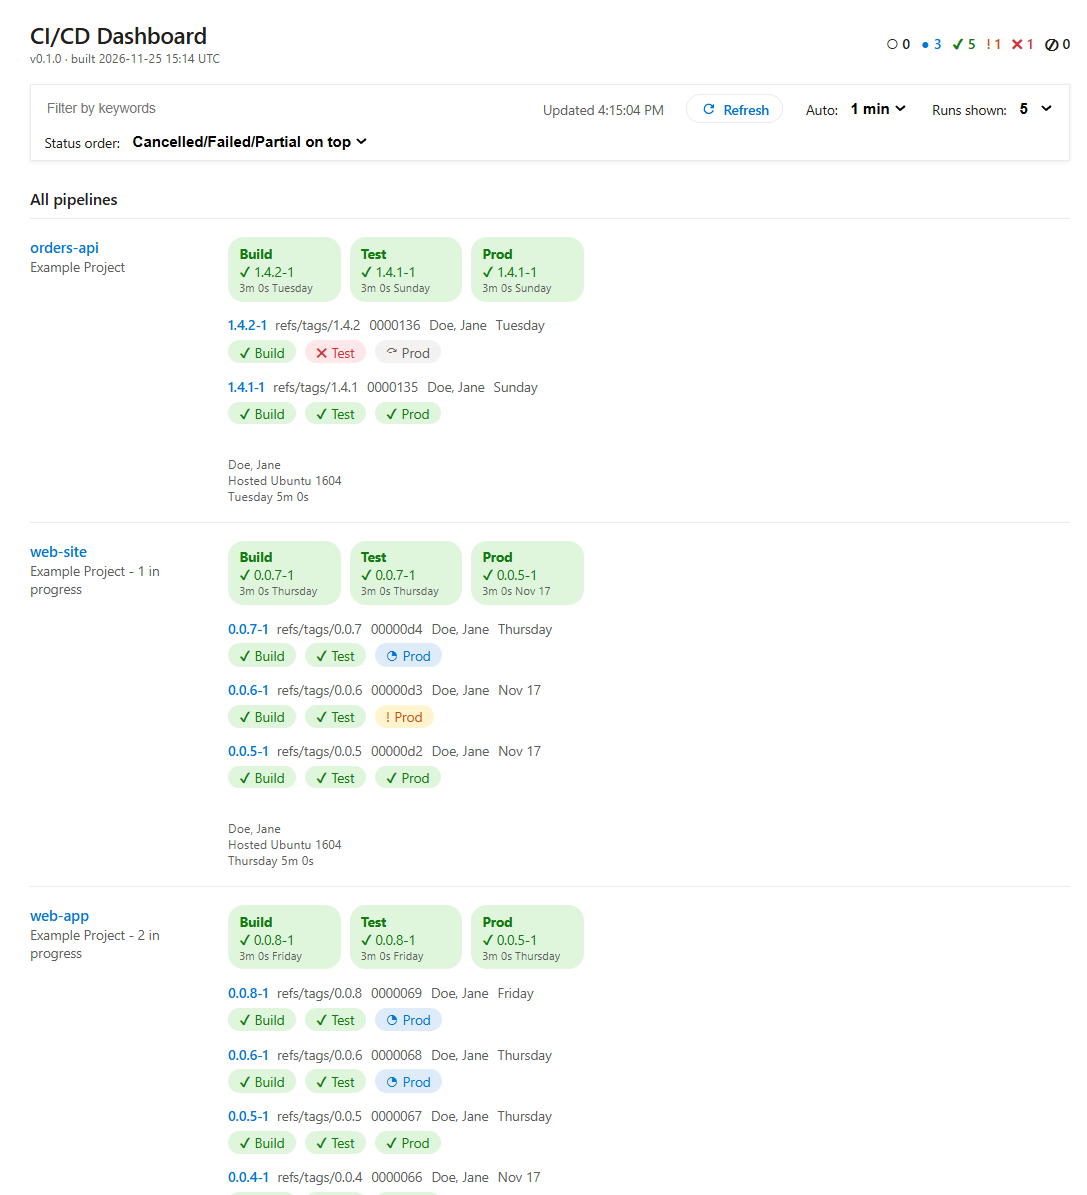 CI/CD Dashboard
v0.1.0 · built 2026-11-25 15:14 UTC
0 3 5 ! 1 1 0
Filter by keywords
Updated 4:15:04 PM
Refresh
Auto: 1 min
Runs shown: 5
Status order: Cancelled/Failed/Partial on top
All pipelines
orders-api
Example Project
Build
✓ 1.4.2-1
3m 0s Tuesday
Test
✓ 1.4.1-1
3m 0s Sunday
Prod
✓ 1.4.1-1
3m 0s Sunday
1.4.2-1 refs/tags/1.4.2 0000136 Doe, Jane Tuesday
✓ Build ✕ Test Prod
1.4.1-1 refs/tags/1.4.1 0000135 Doe, Jane Sunday
✓ Build ✓ Test ✓ Prod
Doe, Jane
Hosted Ubuntu 1604
Tuesday 5m 0s
web-site
Example Project - 1 in
progress
Build
✓ 0.0.7-1
3m 0s Thursday
Test
✓ 0.0.7-1
3m 0s Thursday
Prod
✓ 0.0.5-1
3m 0s Nov 17
0.0.7-1 refs/tags/0.0.7 00000d4 Doe, Jane Thursday
✓ Build ✓ Test Prod
0.0.6-1 refs/tags/0.0.6 00000d3 Doe, Jane Nov 17
✓ Build ✓ Test ! Prod
0.0.5-1 refs/tags/0.0.5 00000d2 Doe, Jane Nov 17
✓ Build ✓ Test ✓ Prod
Doe, Jane
Hosted Ubuntu 1604
Thursday 5m 0s
web-app
Example Project - 2 in
progress
Build
✓ 0.0.8-1
3m 0s Friday
Test
✓ 0.0.8-1
3m 0s Friday
Prod
✓ 0.0.5-1
3m 0s Thursday
0.0.8-1 refs/tags/0.0.8 0000069 Doe, Jane Friday
✓ Build ✓ Test Prod
0.0.6-1 refs/tags/0.0.6 0000068 Doe, Jane Thursday
✓ Build ✓ Test Prod
0.0.5-1 refs/tags/0.0.5 0000067 Doe, Jane Thursday
✓ Build ✓ Test ✓ Prod
0.0.4-1 refs/tags/0.0.4 0000066 Doe, Jane Nov 17